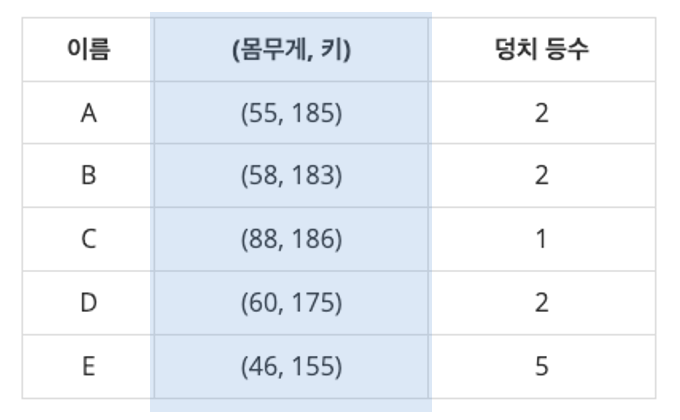 이름 (몸무게, 키) 덩치 등수
A (55, 185) 2
B (58, 183) 2
C (88, 186) 1
D (60, 175) 2
E (46, 155) 5